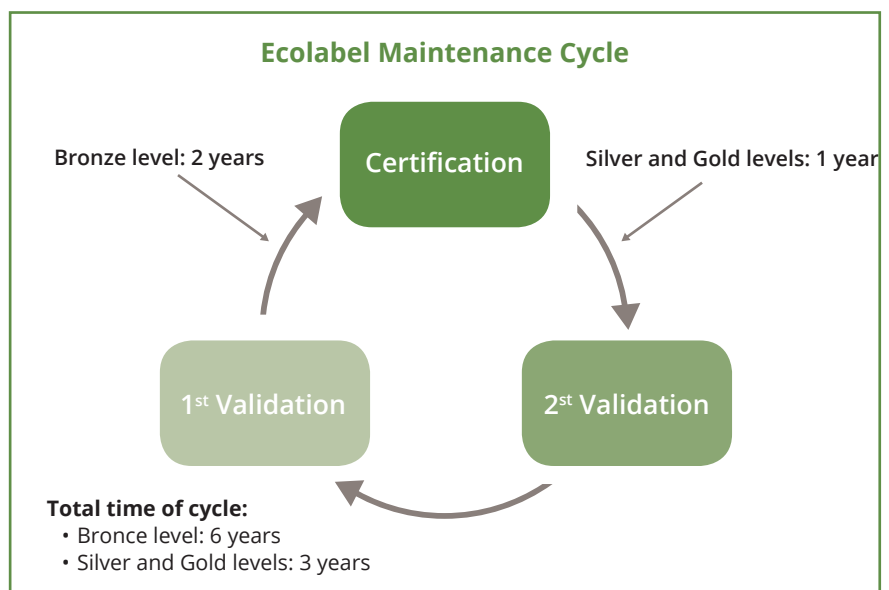 Ecolabel Maintenance Cycle
Bronze level: 2 years
Certification
Silver and Gold levels: 1 year
1st Validation
2st Validation
Total time of cycle:
• Bronce level: 6 years
• Silver and Gold levels: 3 years